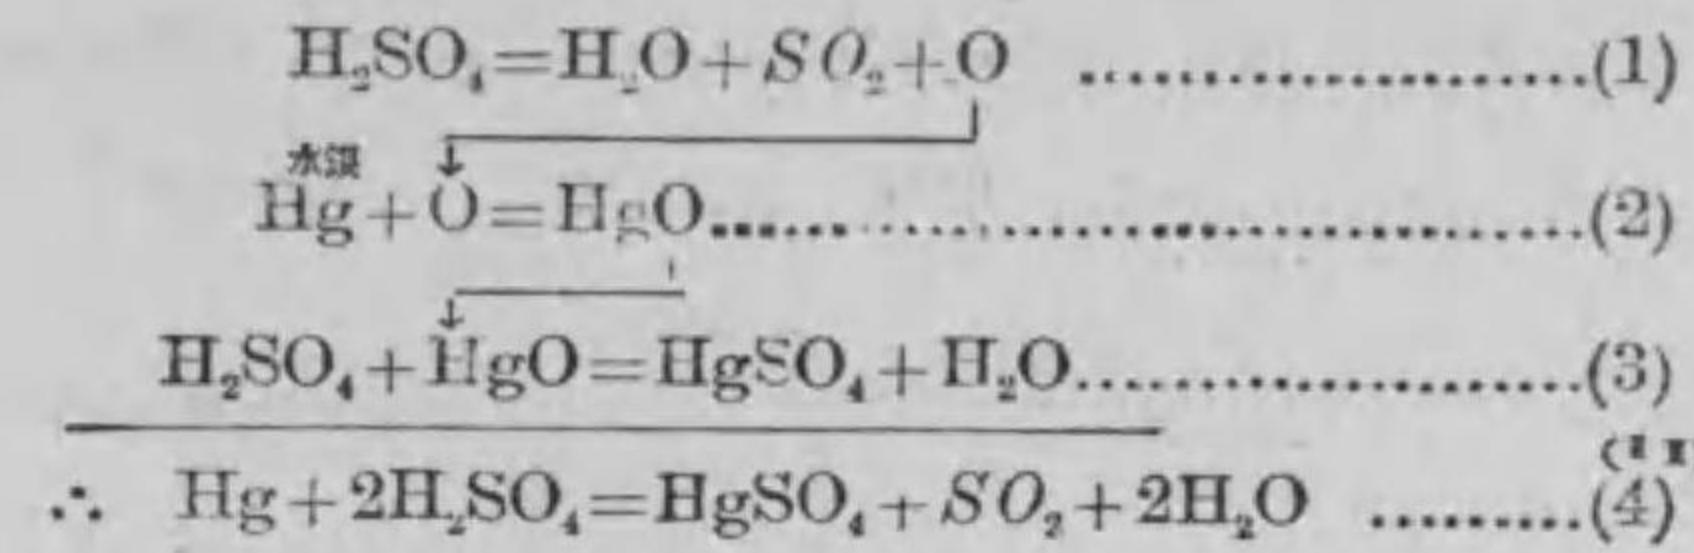 H₂SO₄=H₂O+SO₂+O ....................(1)
水銀
Hg+O=HgO....................(2)
H₂SO₄+HgO=HgSO₄+H₂O....................(3)
∴ Hg+2H₂SO₄=HgSO₄+SO₂+2H₂O ..........(4)